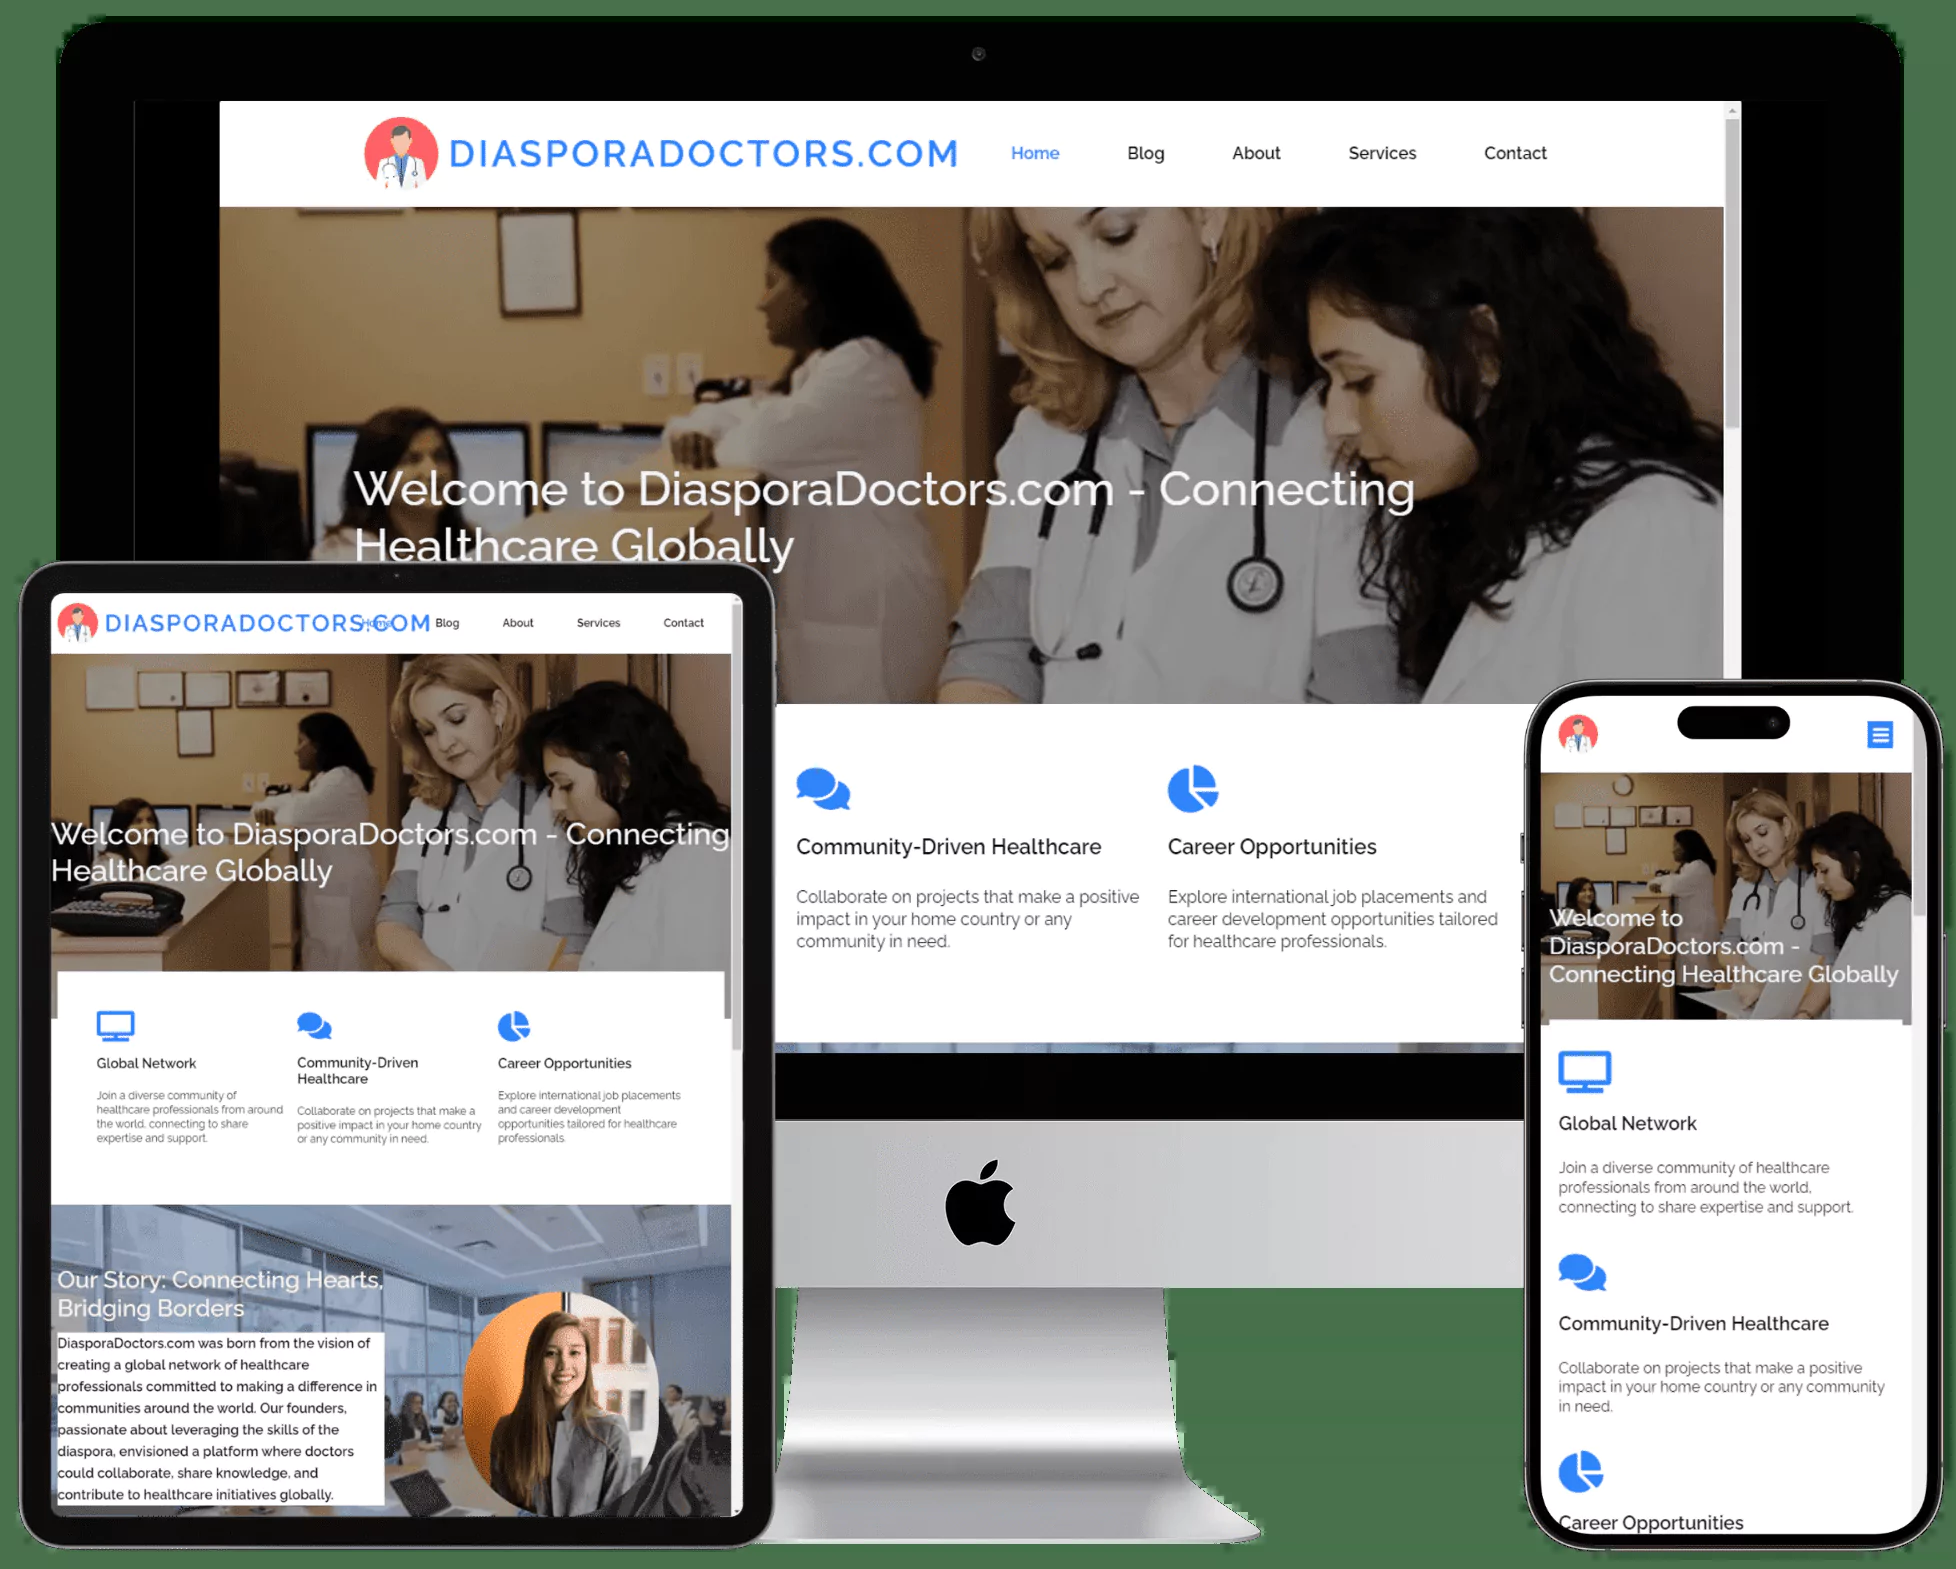 DIASPORADOCTORS.COM
Home
Blog
About
Services
Contact
Welcome to DiasporaDoctors.com - Connecting
Healthcare Globally
Community-Driven Healthcare
Collaborate on projects that make a positive
impact in your home country or any
community in need.
Career Opportunities
Explore international job placements and
career development opportunities tailored
for healthcare professionals.
DIASPORADOCTORS.COM
Home
Blog
About
Services
Contact
Welcome to DiasporaDoctors.com - Connecting
Healthcare Globally
Global Network
Join a diverse community of
healthcare professionals from around
the world, connecting to share
expertise and support.
Community-Driven
Healthcare
Collaborate on projects that make a
positive impact in your home country
or any community in need.
Career Opportunities
Explore international job placements
and career development
opportunities tailored for healthcare
professionals.
Our Story: Connecting Hearts,
Bridging Borders
DiasporaDoctors.com was born from the vision of
creating a global network of healthcare
professionals committed to making a difference in
communities around the world. Our founders,
passionate about leveraging the skills of the
diaspora, envisioned a platform where doctors
could collaborate, share knowledge, and
contribute to healthcare initiatives globally.
Welcome to
DiasporaDoctors.com -
Connecting Healthcare Globally
Global Network
Join a diverse community of healthcare
professionals from around the world,
connecting to share expertise and support.
Community-Driven Healthcare
Collaborate on projects that make a positive
impact in your home country or any community
in need.
Career Opportunities